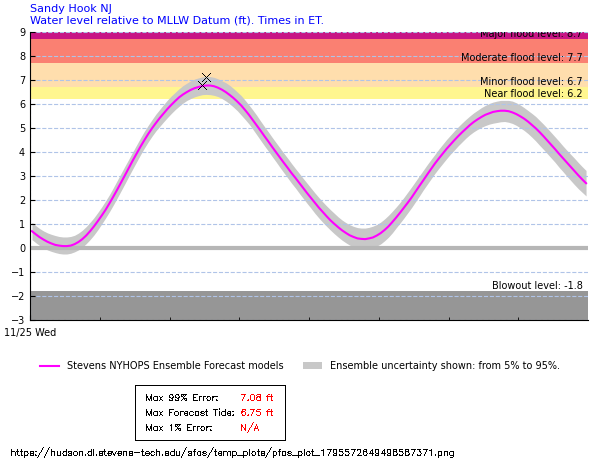 Sandy Hook NJ
Water level relative to MLLW Datum (ft). Times in ET.
9
Major flood level: 8.7
8
Moderate flood level: 7.7
7
Minor flood level: 6.7
Near flood level: 6.2
6
5
4
3
2
1
0
−1
Blowout level: -1.8
−2
−3
11/25 Wed
Stevens NYHOPS Ensemble Forecast models
Ensemble uncertainty shown: from 5% to 95%.
Max 99% Error: 7.08 ft
Max Forecast Tide: 6.75 ft
Max 1% Error: N/A
https://hudson.dl.stevens-tech.edu/sfas/temp_plots/pfas_plot_1795572649498587371.png